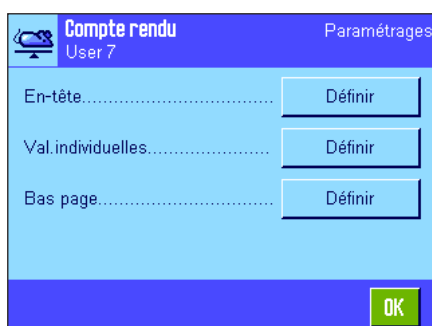 Compte rendu Paramétrages
User 7
En-tête................................... Définir
Val.individuelles...................... Définir
Bas page................................ Définir
OK